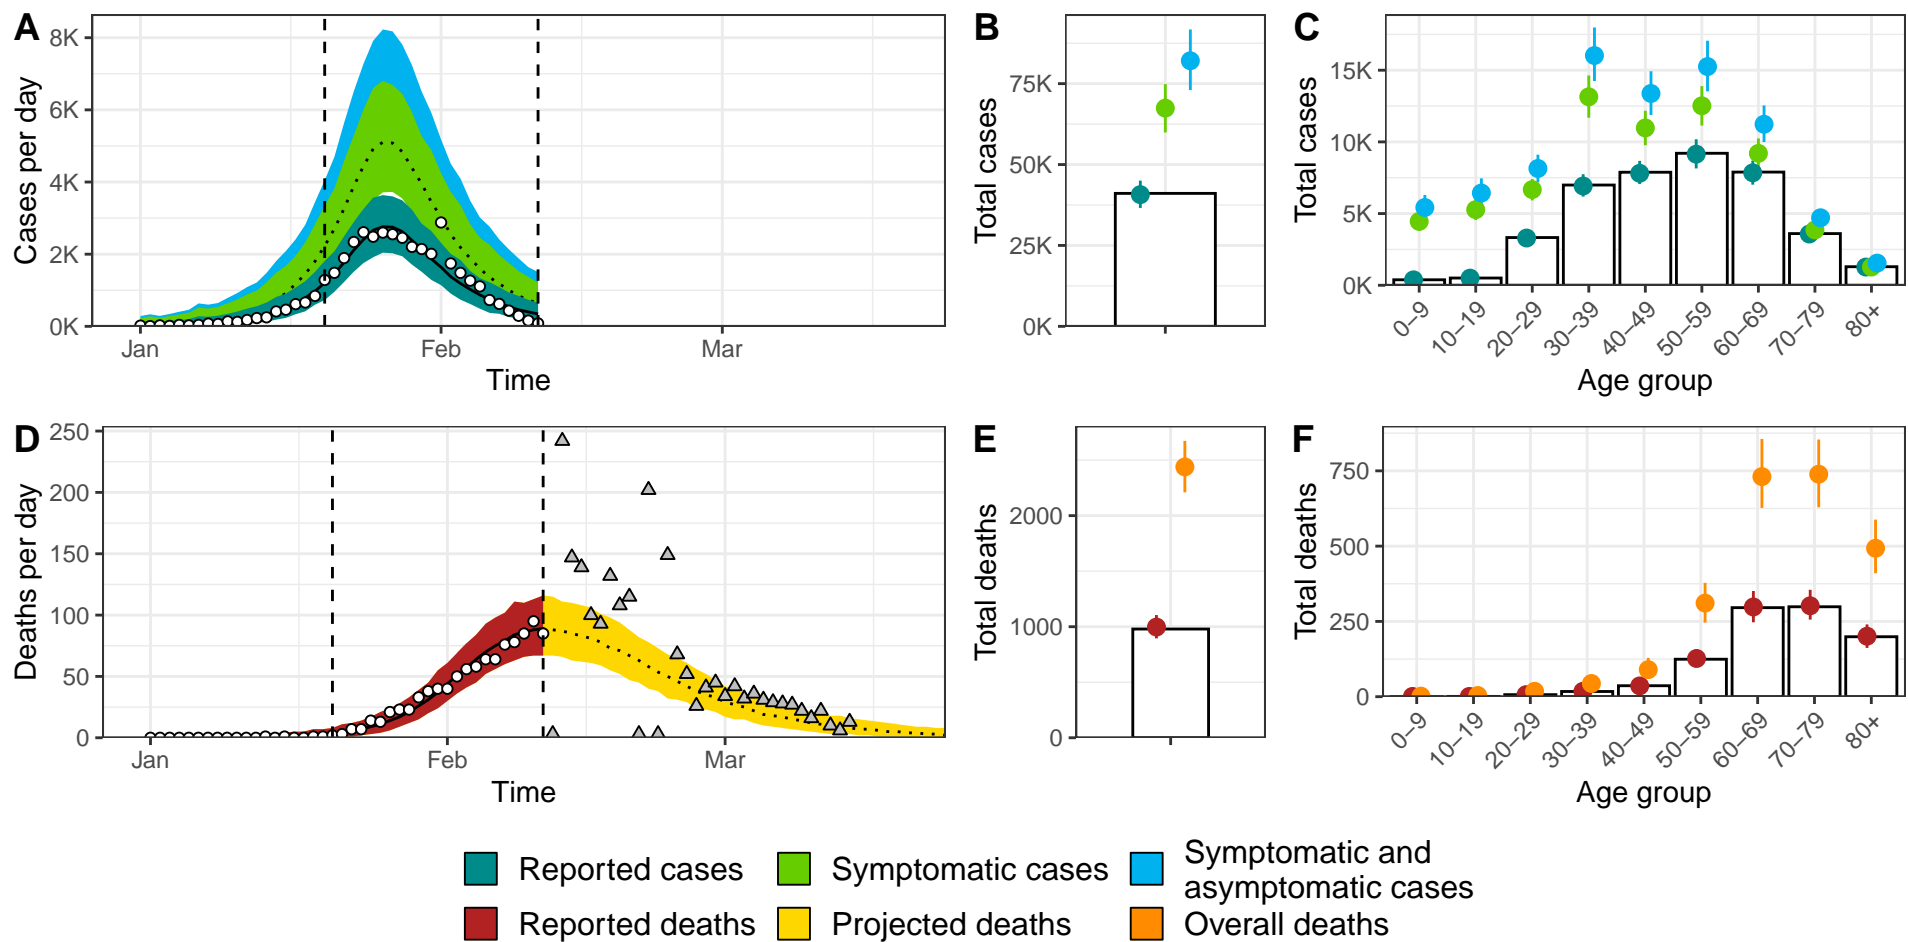 A
8K
6K
4K
2K
0K
Cases per day
Jan
Feb
Mar
Time
B
75K
50K
25K
0K
Total cases
C
15K
10K
5K
0K
Total cases
0–9
10–19
20–29
30–39
40–49
50–59
60–69
70–79
80+
Age group
D
250
200
150
100
50
0
Deaths per day
Jan
Feb
Mar
Time
E
2000
1000
0
Total deaths
F
750
500
250
0
Total deaths
0–9
10–19
20–29
30–39
40–49
50–59
60–69
70–79
80+
Age group
Reported cases
Symptomatic cases
Symptomatic and
asymptomatic cases
Reported deaths
Projected deaths
Overall deaths